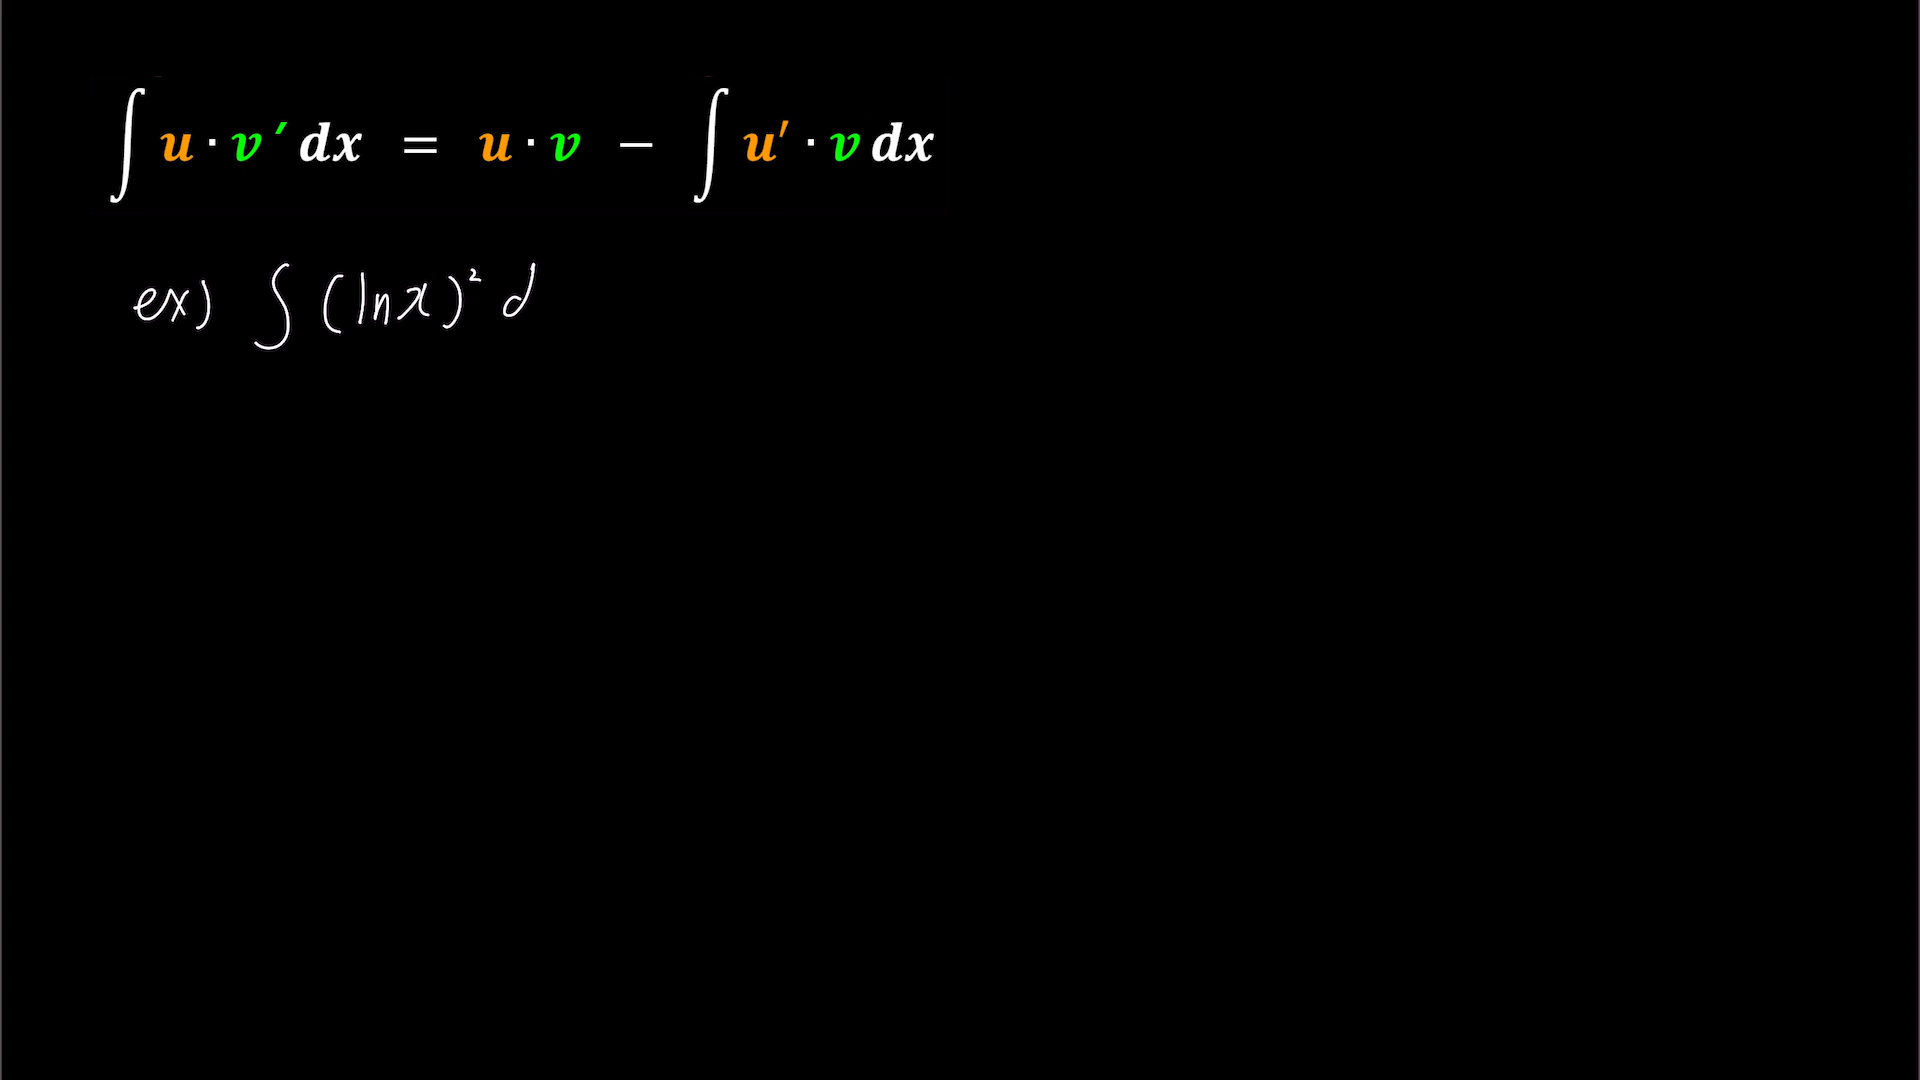 ∫ u · v′ dx = u · v − ∫ u′ · v dx
ex) ∫ (ln x)² d